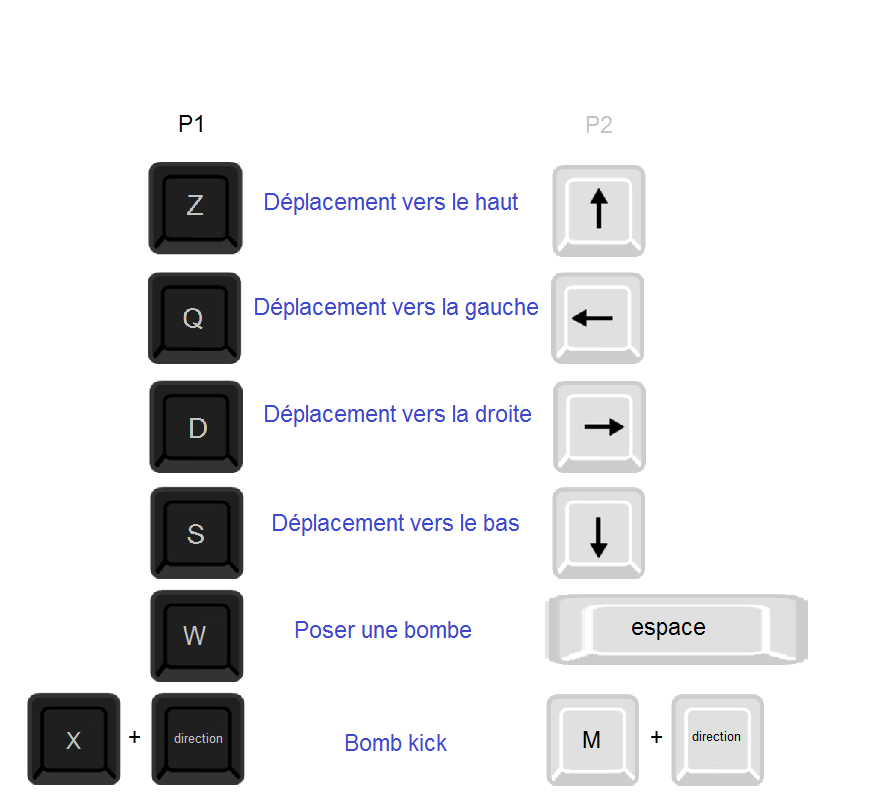 P1 P2
Z Déplacement vers le haut ↑
Q Déplacement vers la gauche ←
D Déplacement vers la droite →
S Déplacement vers le bas ↓
W Poser une bombe espace
X + direction Bomb kick M + direction